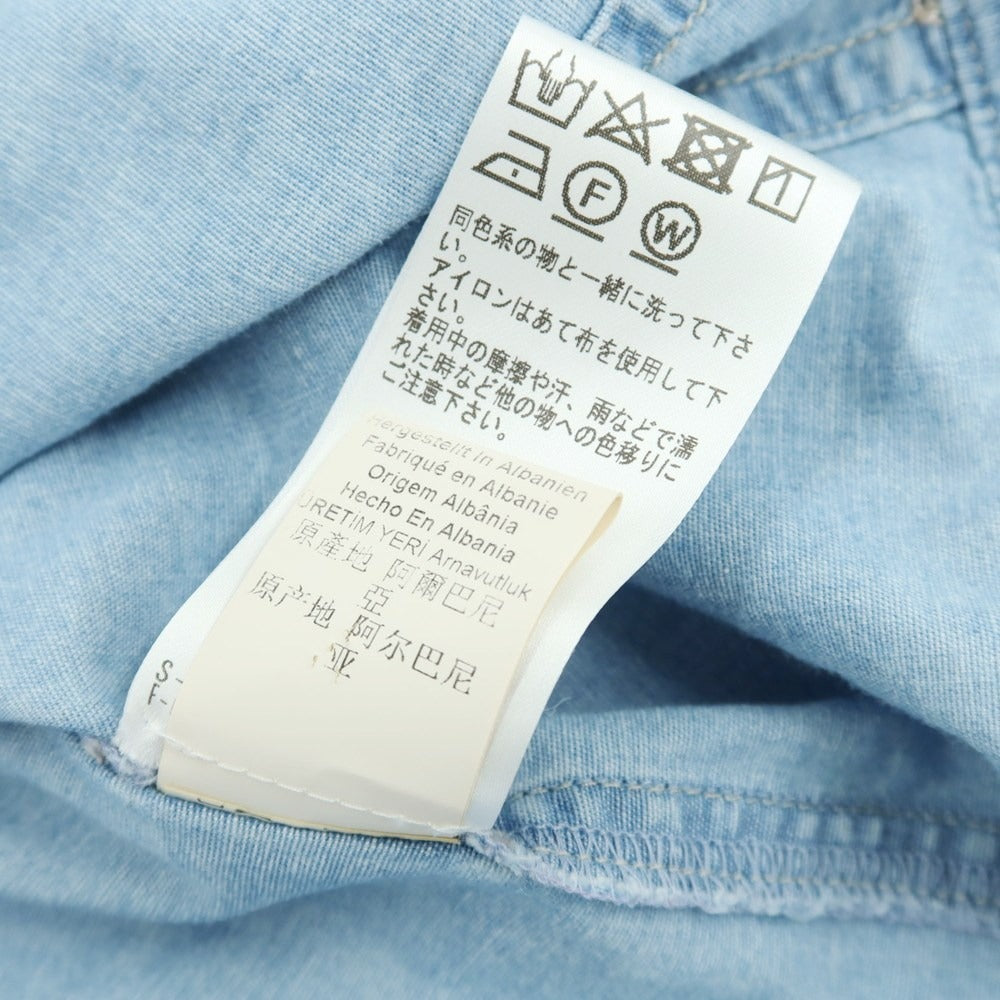 F
W
同色系の物と一緒に洗って下さ
い。
アイロンはあて布を使用して下
さい。
着用中の摩擦や汗、雨などで濡
れた時など他の物への色移りに
ご注意下さい。
Hergestellt in Albanien
Fabriqué en Albanie
Origem Albânia
Hecho En Albania
ÜRETIM YERİ Arnavutluk
原產地 阿爾巴尼
亞
原产地 阿尔巴尼
亚
S-
F-